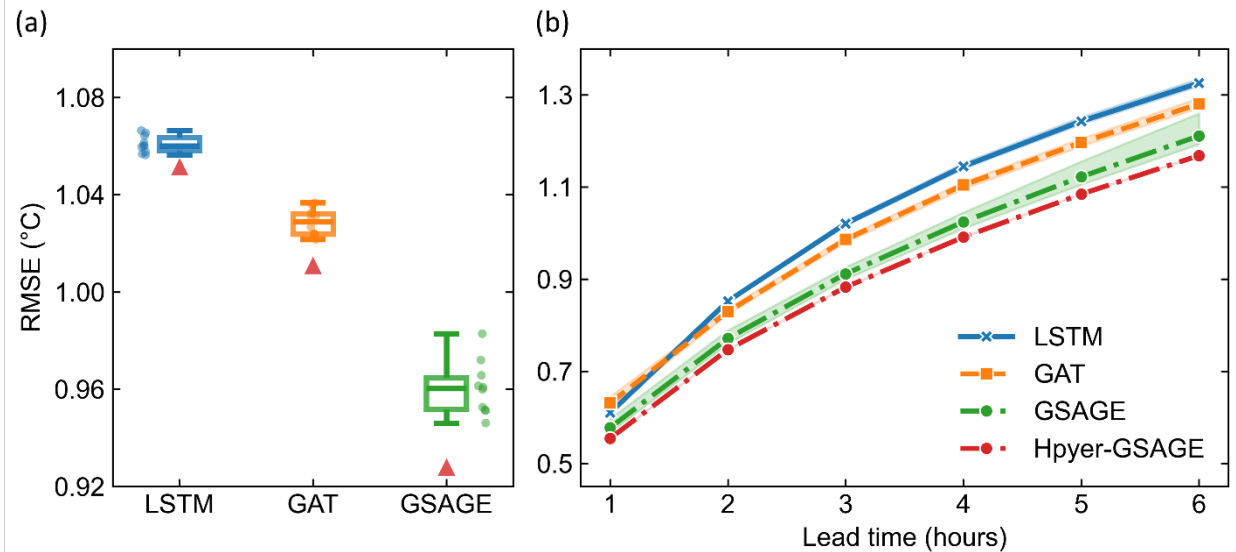 (a)
RMSE (°C)
1.08
1.04
1.00
0.96
0.92
LSTM GAT GSAGE
(b)
1.3
1.1
0.9
0.7
0.5
LSTM
GAT
GSAGE
Hpyer-GSAGE
1 2 3 4 5 6
Lead time (hours)